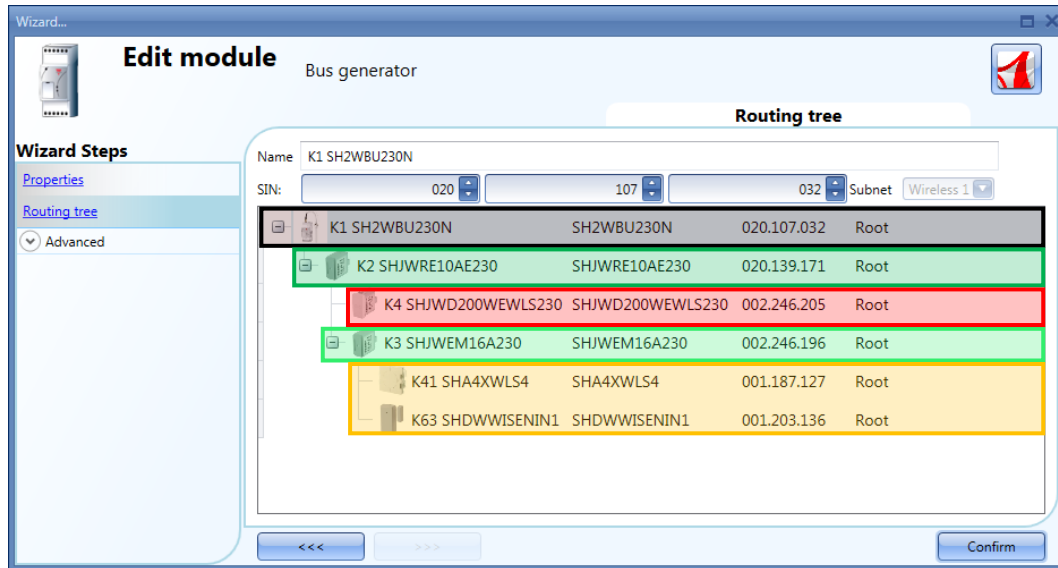 Wizard...
Edit module
Bus generator
Routing tree
Wizard Steps
Properties
Routing tree
Advanced
Name K1 SH2WBU230N
SIN: 020 107 032 Subnet Wireless 1
K1 SH2WBU230N SH2WBU230N 020.107.032 Root
K2 SHJWRE10AE230 SHJWRE10AE230 020.139.171 Root
K4 SHJWD200WEWLS230 SHJWD200WEWLS230 002.246.205 Root
K3 SHJWEM16A230 SHJWEM16A230 002.246.196 Root
K41 SHA4XWLS4 SHA4XWLS4 001.187.127 Root
K63 SHDWWISENIN1 SHDWWISENIN1 001.203.136 Root
<<< >>> Confirm